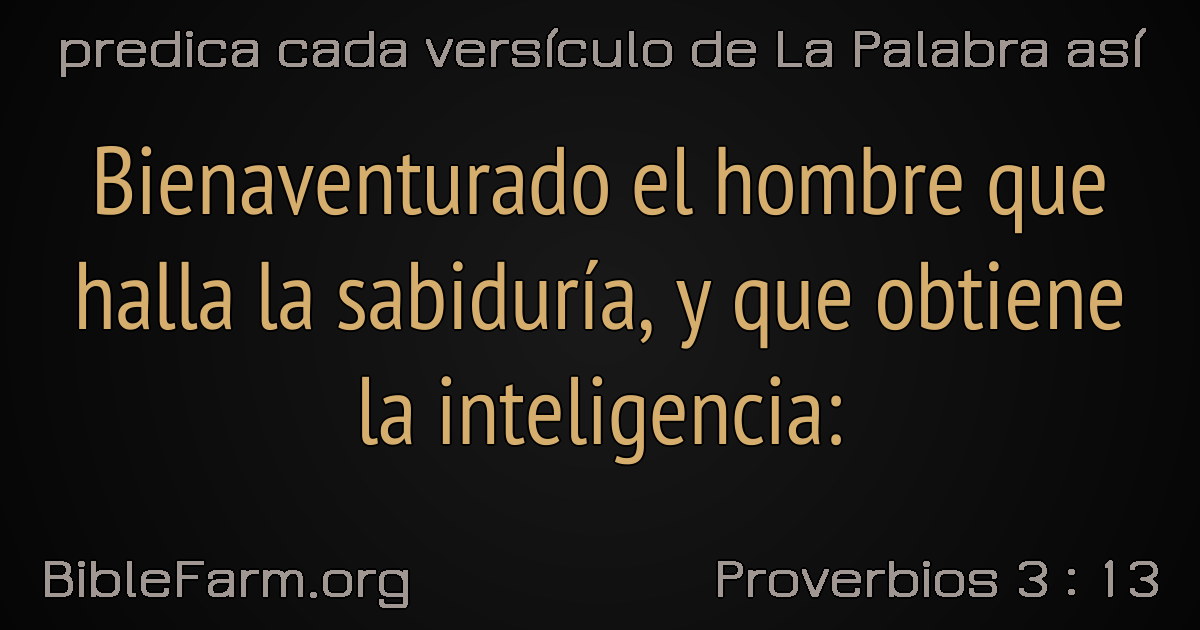 predica cada versículo de La Palabra así
Bienaventurado el hombre que
halla la sabiduría, y que obtiene
la inteligencia:
BibleFarm.org
Proverbios 3 : 13